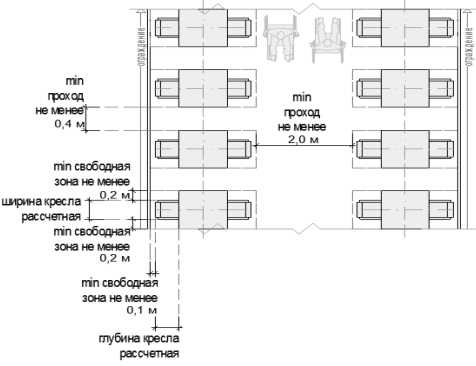 ограждение
ограждение
min
проход
не менее
0,4 м
min
проход
не менее
2,0 м
min свободная
зона не менее
0,2 м
ширина кресла
рассчетная
min свободная
зона не менее
0,2 м
min свободная
зона не менее
0,1 м
глубина кресла
рассчетная